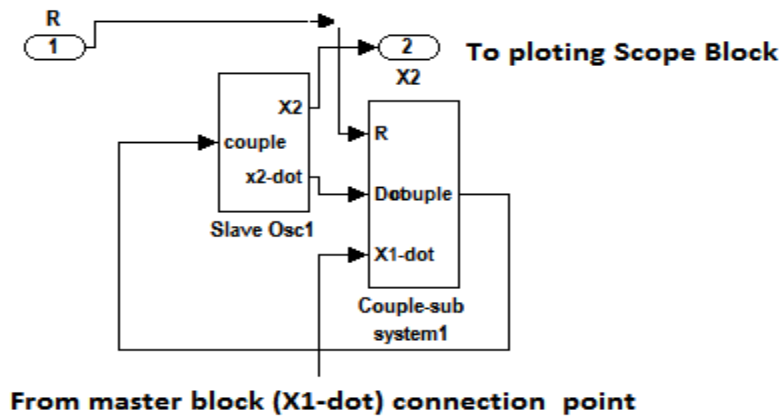 R
1
2
To ploting Scope Block
X2
X2
couple
x2-dot
Slave Osc1
R
couple
X1-dot
Couple-sub
system1
From master block (X1-dot) connection point